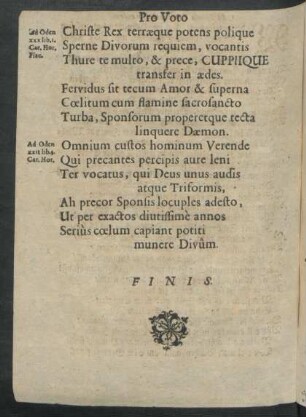 Pro Voto
Ad Oden
xxx lib. 1.
Car. Hor.
Flac.
Christe Rex terræque potens polique
Sperne Divorum requiem, vocantis
Thure te multo, & prece, CUPPIIQUE
transfer in ædes.
Fervidus sit tecum Amor & superna
Cœlitum cum flamine sacrosancto
Turba, Sponsorum properetque tecta
linquere Dæmon.
Ad Oden
xxii lib.
Car. Hor.
Omnium custos hominum Verende
Qui precantes percipis aure leni
Ter vocatus, qui Deus unus audis
atque Triformis,
Ah precor Sponsis locuples adesto,
Ut per exactos diutissimè annos
Seriùs cœlum capiant potiti
munere Divûm.
FINIS.